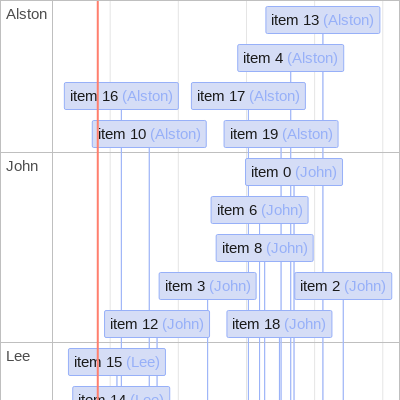 Alston
item 13 (Alston)
item 4 (Alston)
item 16 (Alston)
item 17 (Alston)
item 10 (Alston)
item 19 (Alston)
John
item 0 (John)
item 6 (John)
item 8 (John)
item 3 (John)
item 2 (John)
item 12 (John)
item 18 (John)
Lee
item 15 (Lee)
item 14 (Lee)